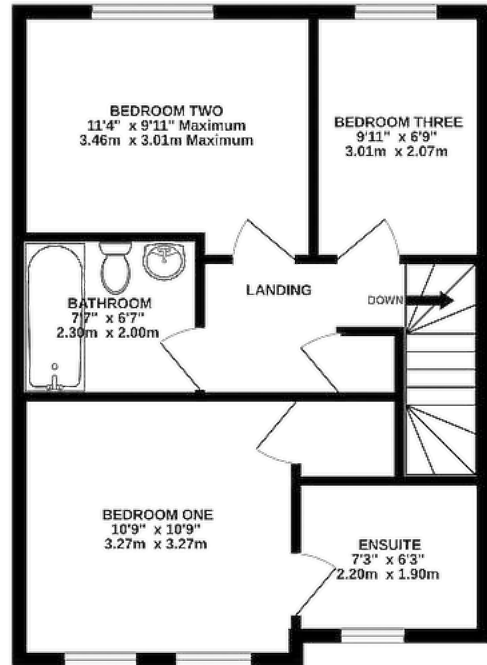 BEDROOM TWO
11'4" x 9'11" Maximum
3.46m x 3.01m Maximum
BEDROOM THREE
9'11" x 6'9"
3.01m x 2.07m
LANDING
DOWN
BATHROOM
7'7" x 6'7"
2.30m x 2.00m
BEDROOM ONE
10'9" x 10'9"
3.27m x 3.27m
ENSUITE
7'3" x 6'3"
2.20m x 1.90m